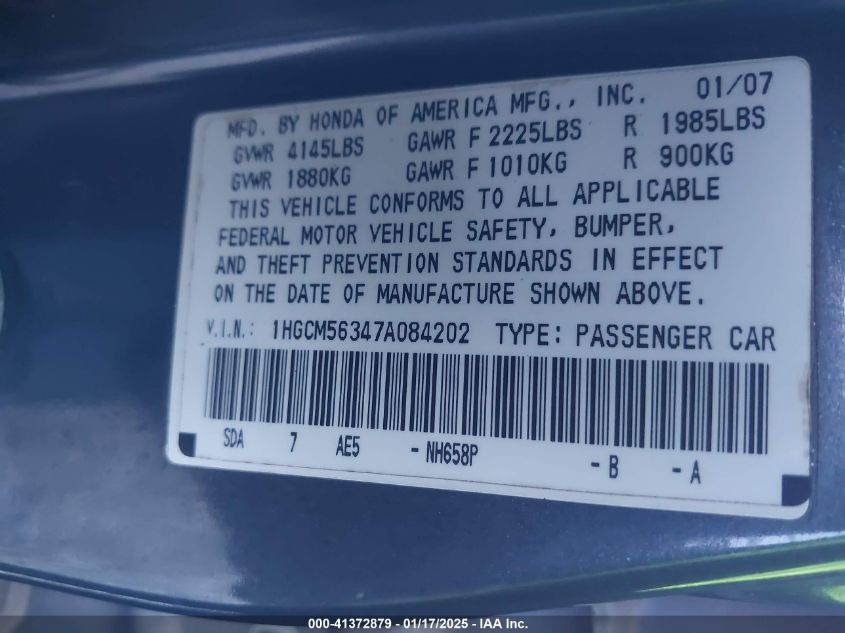 MFD. BY HONDA OF AMERICA MFG., INC. 01/07
GVWR 4145LBS GAWR F 2225LBS R 1985LBS
GVWR 1880KG GAWR F 1010KG R 900KG
THIS VEHICLE CONFORMS TO ALL APPLICABLE
FEDERAL MOTOR VEHICLE SAFETY, BUMPER,
AND THEFT PREVENTION STANDARDS IN EFFECT
ON THE DATE OF MANUFACTURE SHOWN ABOVE.
V.I.N.: 1HGCM56347A084202 TYPE: PASSENGER CAR
SDA 7 AE5 -NH658P -B -A
000-41372879 - 01/17/2025 - IAA Inc.